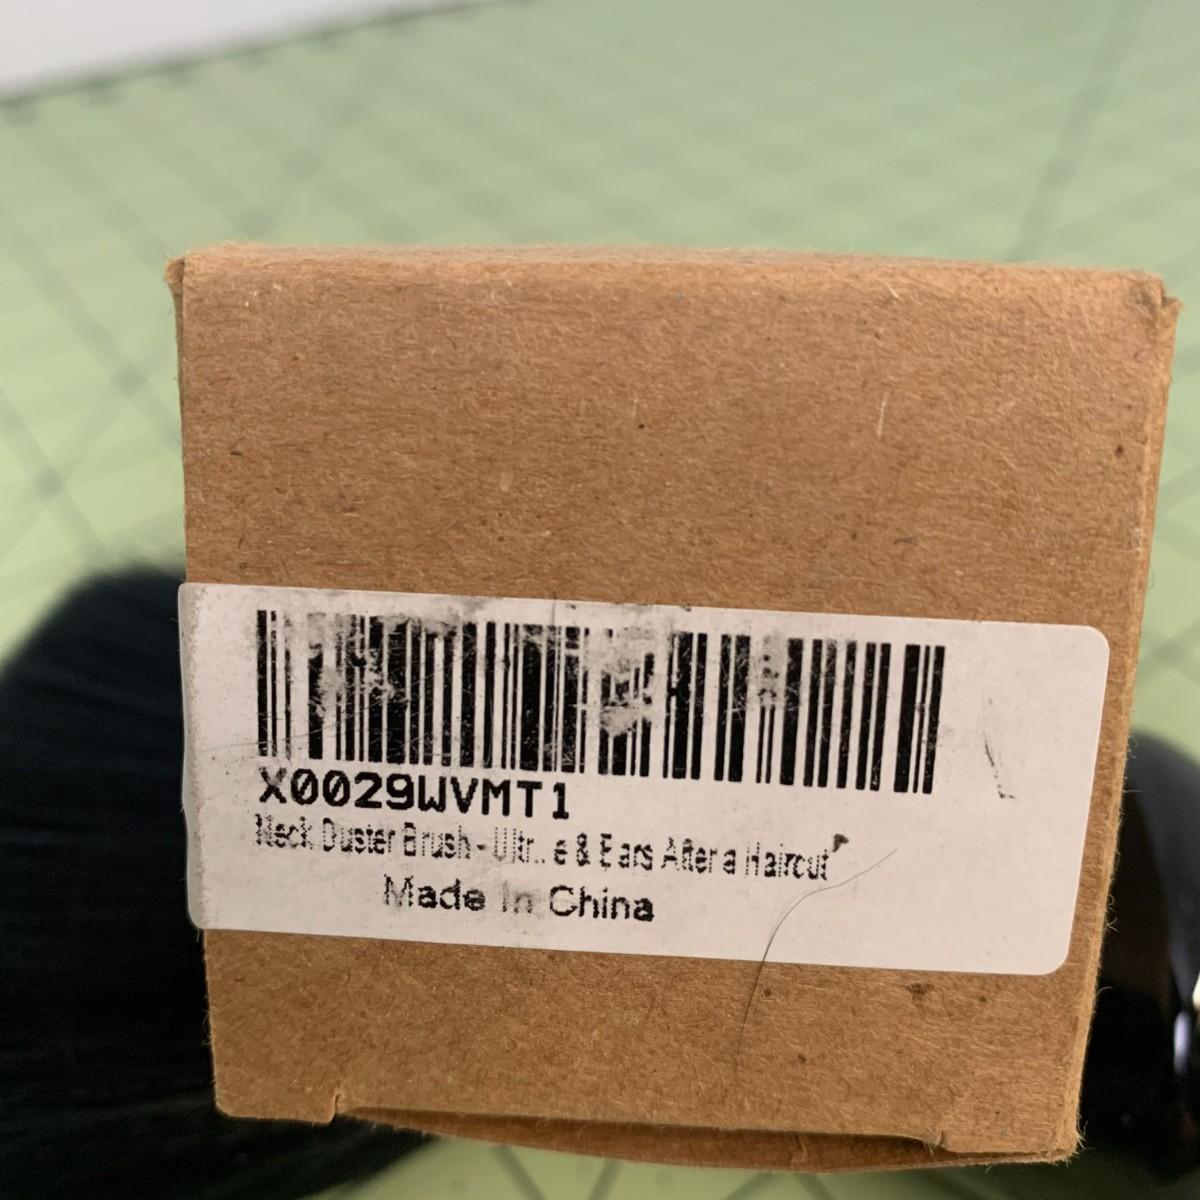 X0029WVMT1
Neck Duster Brush - Ultr... e & Ears After a Haircut
Made In China